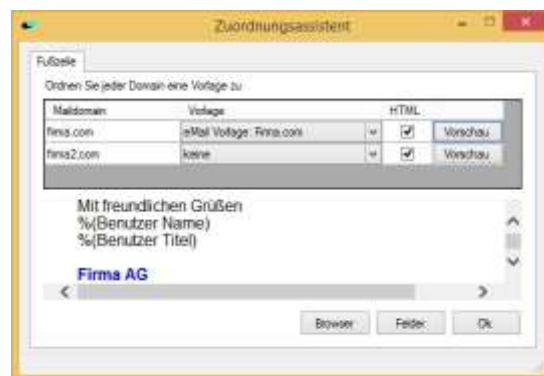 Zuordnungsassistent
Fußzeile
Ordnen Sie jeder Domain eine Vorlage zu
Maildomain Vorlage HTML
firma.com eMail Vorlage: Firma.com Vorschau
firma2.com keine Vorschau
Mit freundlichen Grüßen
%(Benutzer Name)
%(Benutzer Titel)
Firma AG
Browser Felder Ok